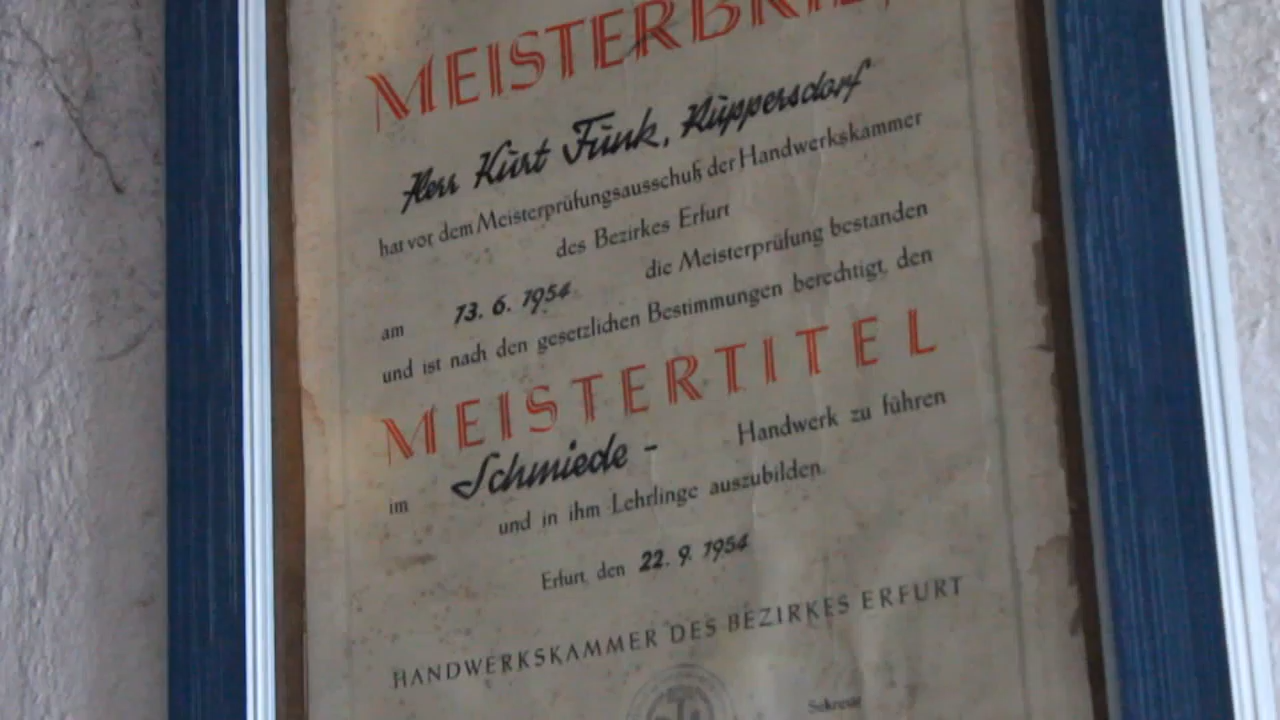 MEISTERBRIEF
Herr Kurt Funk, Rüppersdorf
hat vor dem Meisterprüfungsausschuß der Handwerkskammer
des Bezirkes Erfurt
am 13. 6. 1954 die Meisterprüfung bestanden
und ist nach den gesetzlichen Bestimmungen berechtigt, den
MEISTERTITEL
im Schmiede - Handwerk zu führen
und in ihm Lehrlinge auszubilden
Erfurt, den 22. 9. 1954
HANDWERKSKAMMER DES BEZIRKES ERFURT